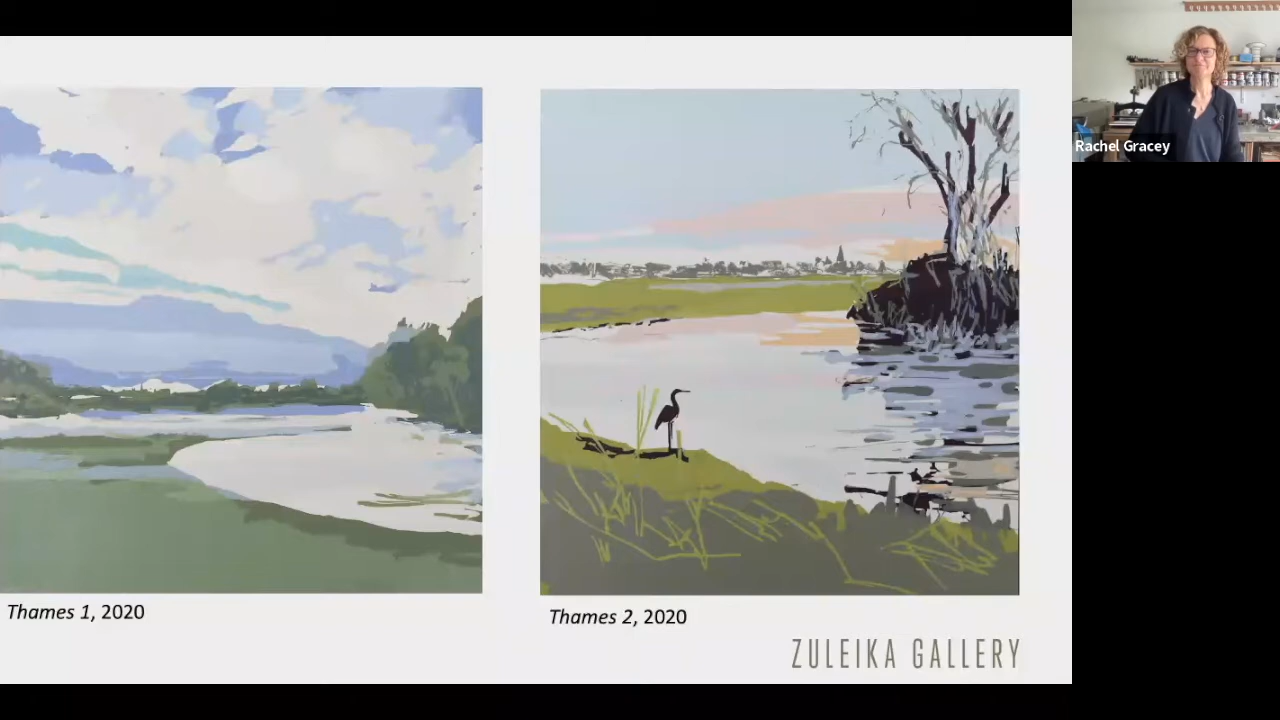 Rachel Gracey
Thames 1, 2020
Thames 2, 2020
ZULEIKA GALLERY